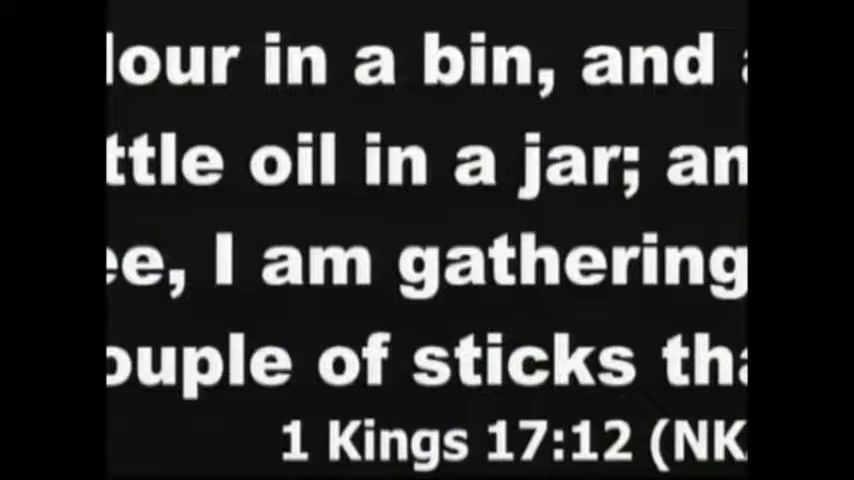 lour in a bin, and a
ttle oil in a jar; an
ee, I am gathering
ouple of sticks tha
1 Kings 17:12 (NK